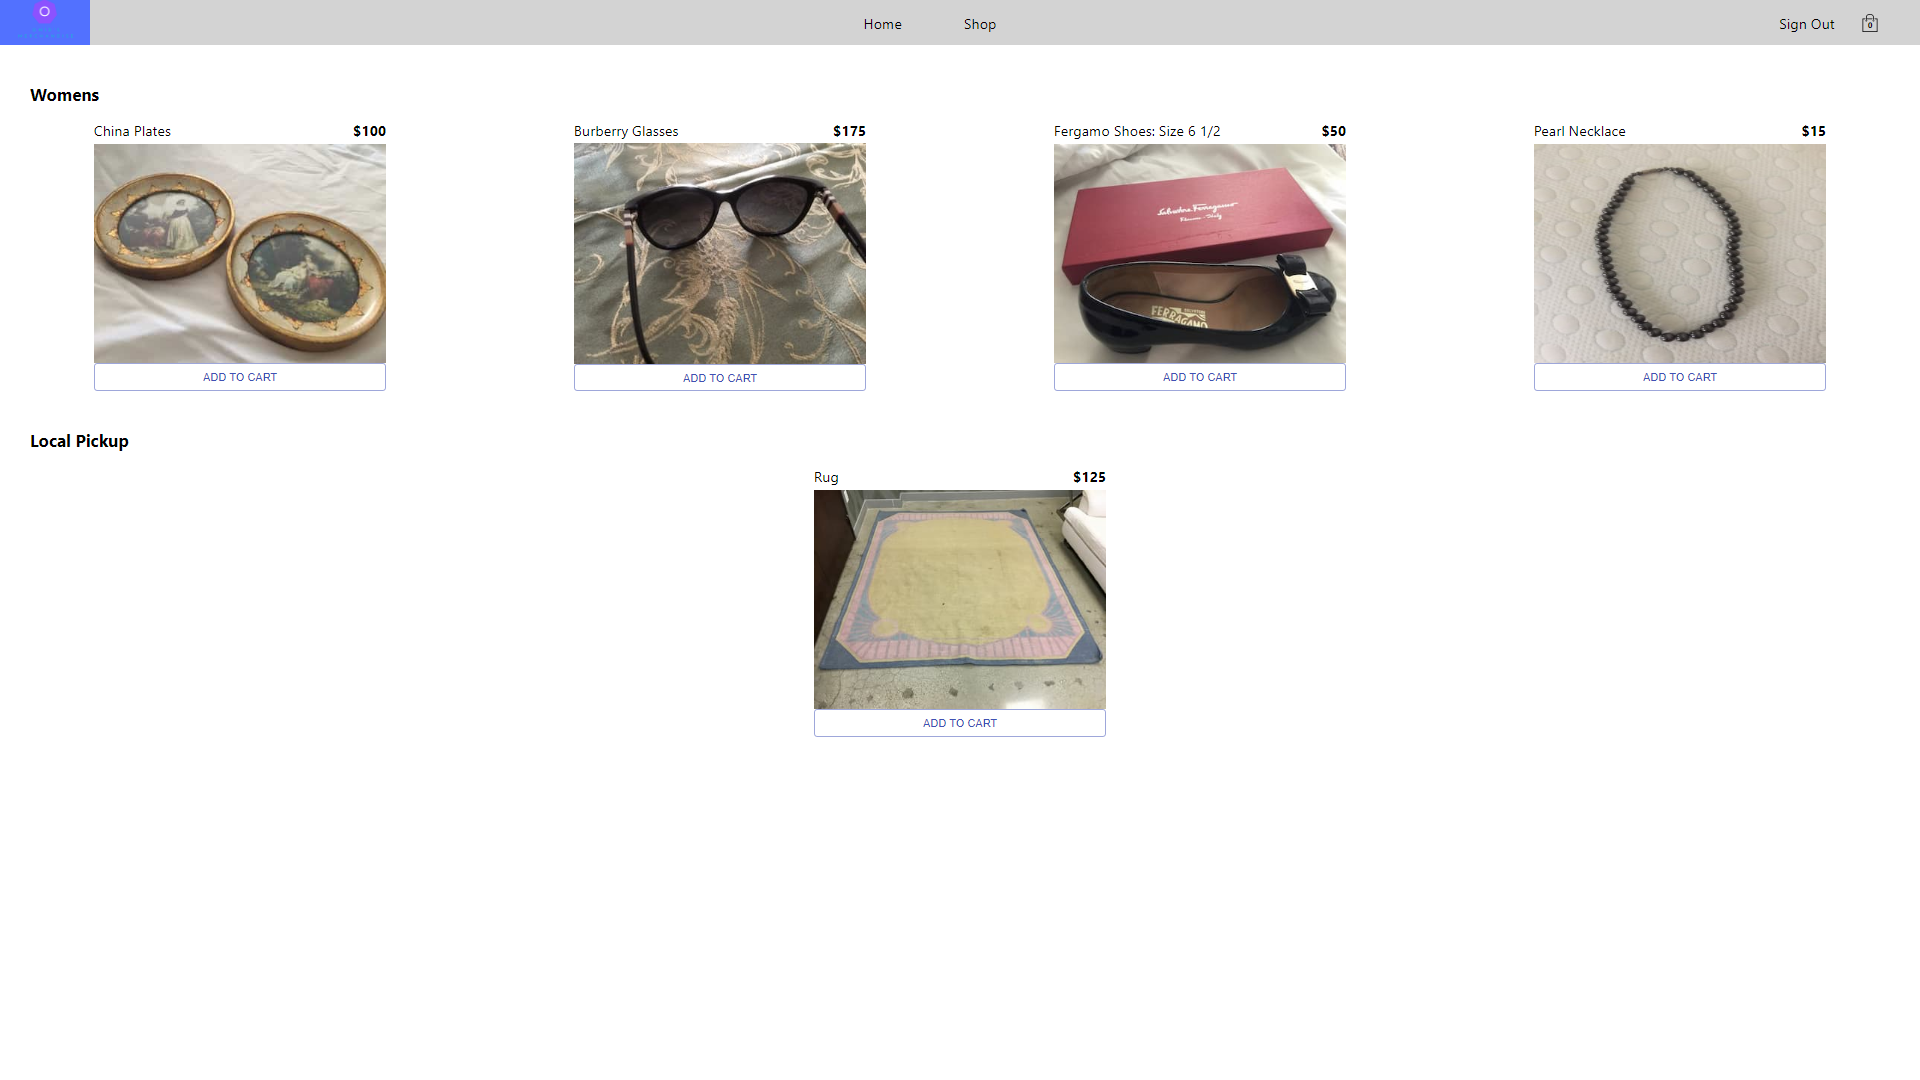 Home Shop Sign Out 0
Womens
China Plates $100
Burberry Glasses $175
Fergamo Shoes: Size 6 1/2 $50
Pearl Necklace $15
Salvatore Ferragamo
Firenze - Italy
FERRAGAMO
ADD TO CART
ADD TO CART
ADD TO CART
ADD TO CART
Local Pickup
Rug $125
ADD TO CART